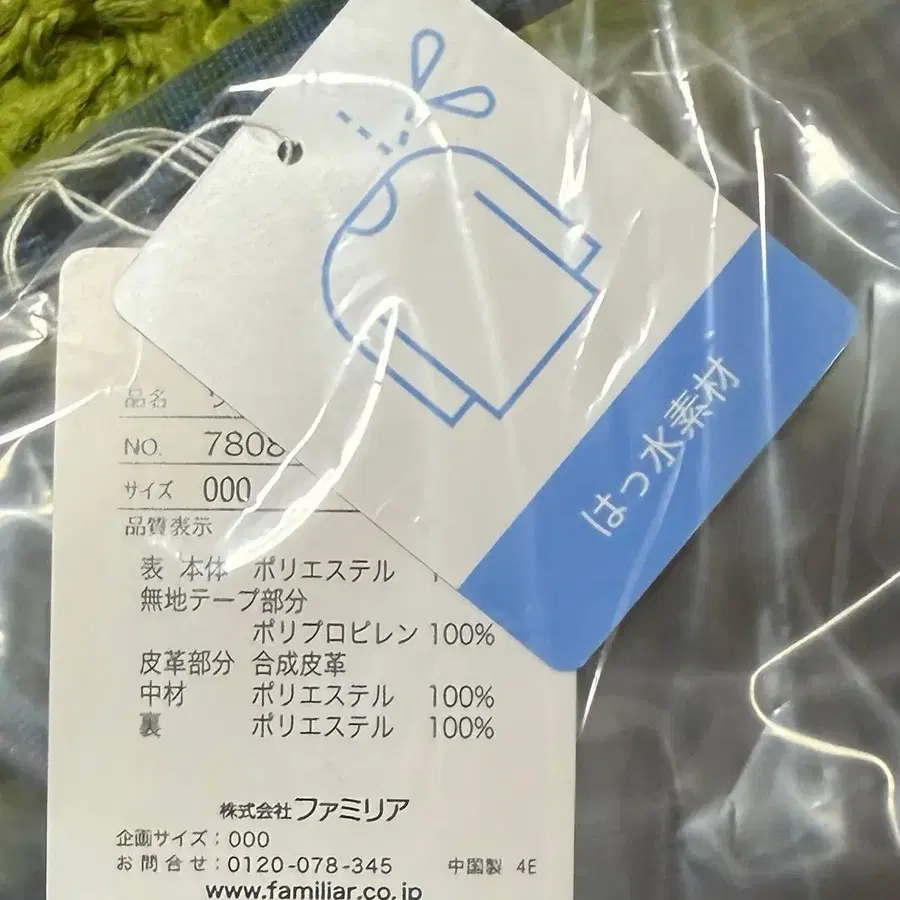 はっ水素材
品名
NO. 7808
サイズ 000
品質表示
表 本体 ポリエステル
無地テープ部分
ポリプロピレン 100%
皮革部分 合成皮革
中材 ポリエステル 100%
裏 ポリエステル 100%
株式会社ファミリア
企画サイズ:000
お問合せ:0120-078-345 中国製 4E
www.familiar.co.jp